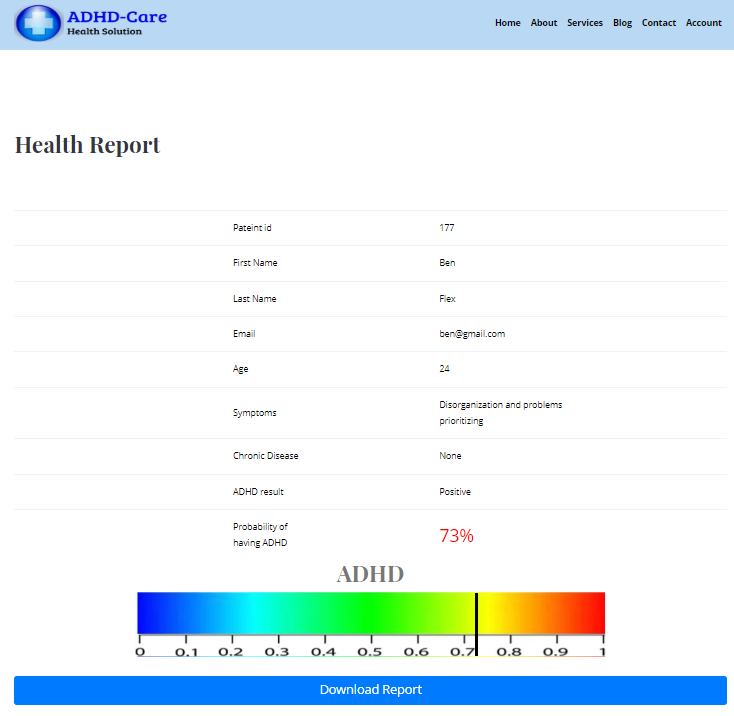 ADHD-Care
Health Solution
Home About Services Blog Contact Account
Health Report
Pateint id 177
First Name Ben
Last Name Flex
Email ben@gmail.com
Age 24
Symptoms Disorganization and problems
prioritizing
Chronic Disease None
ADHD result Positive
Probability of
having ADHD 73%
ADHD
0 0.1 0.2 0.3 0.4 0.5 0.6 0.7 0.8 0.9 1
Download Report